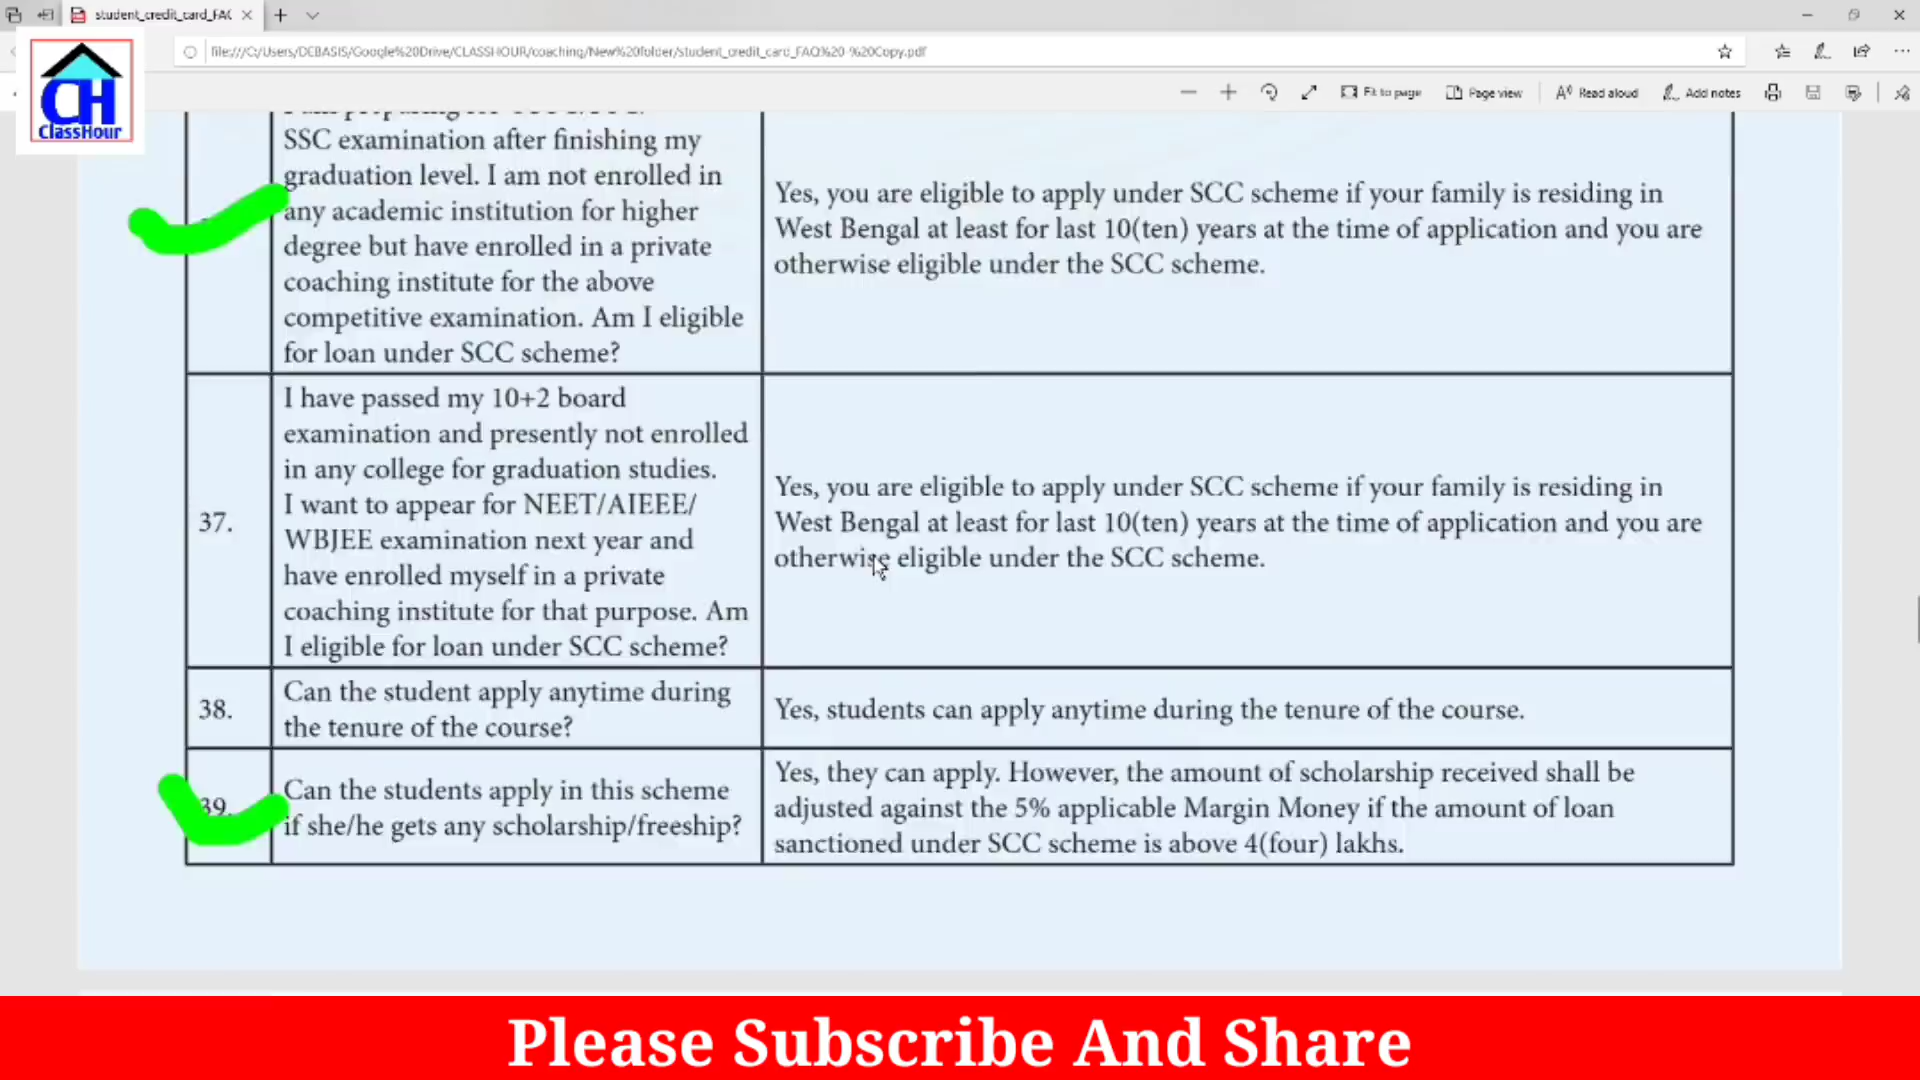 student_credit_card_FAC
file:///C:/Users/DEBASIS/Google%20Drive/CLASSHOUR/coaching/New%20folder/student_credit_card_FAQ%20-%20Copy.pdf
CH
ClassHour
Fit to page
Page view
Read aloud
Add notes
SSC examination after finishing my
graduation level. I am not enrolled in
any academic institution for higher
degree but have enrolled in a private
coaching institute for the above
competitive examination. Am I eligible
for loan under SCC scheme?
Yes, you are eligible to apply under SCC scheme if your family is residing in
West Bengal at least for last 10(ten) years at the time of application and you are
otherwise eligible under the SCC scheme.
37.
I have passed my 10+2 board
examination and presently not enrolled
in any college for graduation studies.
I want to appear for NEET/AIEEE/
WBJEE examination next year and
have enrolled myself in a private
coaching institute for that purpose. Am
I eligible for loan under SCC scheme?
Yes, you are eligible to apply under SCC scheme if your family is residing in
West Bengal at least for last 10(ten) years at the time of application and you are
otherwise eligible under the SCC scheme.
38.
Can the student apply anytime during
the tenure of the course?
Yes, students can apply anytime during the tenure of the course.
39.
Can the students apply in this scheme
if she/he gets any scholarship/freeship?
Yes, they can apply. However, the amount of scholarship received shall be
adjusted against the 5% applicable Margin Money if the amount of loan
sanctioned under SCC scheme is above 4(four) lakhs.
Please Subscribe And Share